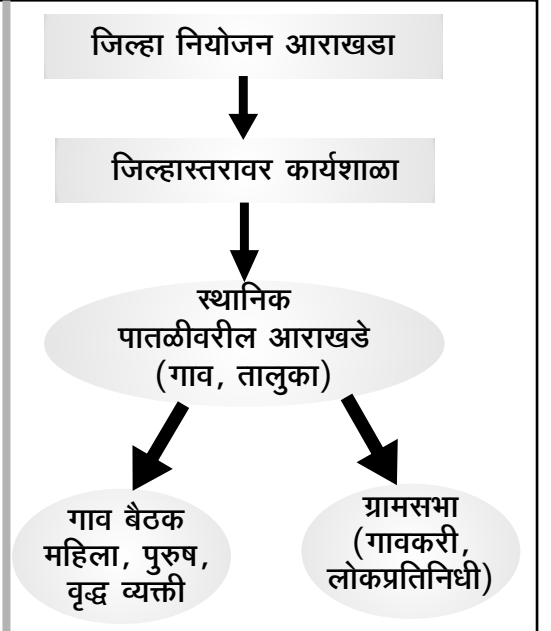 जिल्हा नियोजन आराखडा
जिल्हास्तरावर कार्यशाळा
स्थानिक
पातळीवरील आराखडे
(गाव, तालुका)
गाव बैठक
महिला, पुरुष,
वृद्ध व्यक्ती
ग्रामसभा
(गावकरी,
लोकप्रतिनिधी)